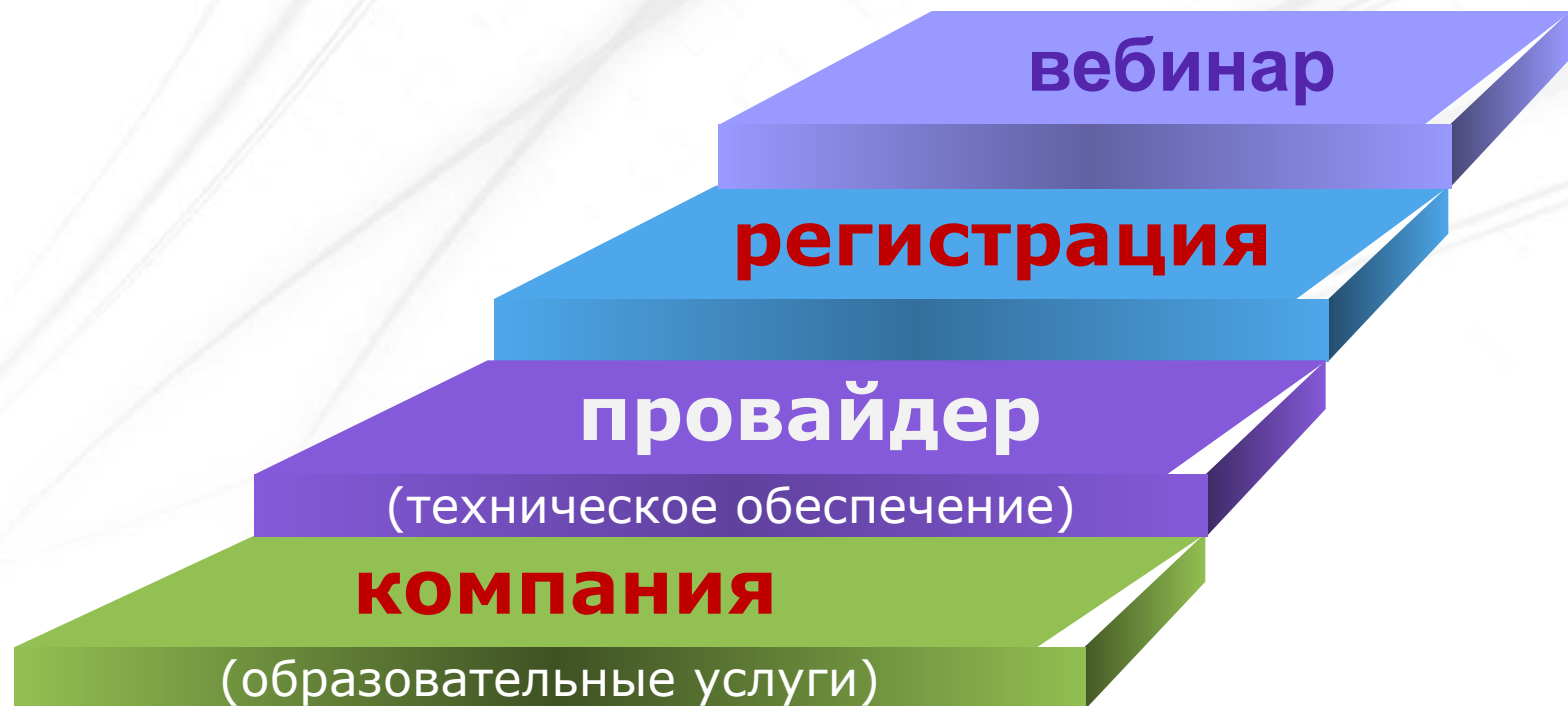 вебинар
регистрация
провайдер
(техническое обеспечение)
компания
(образовательные услуги)